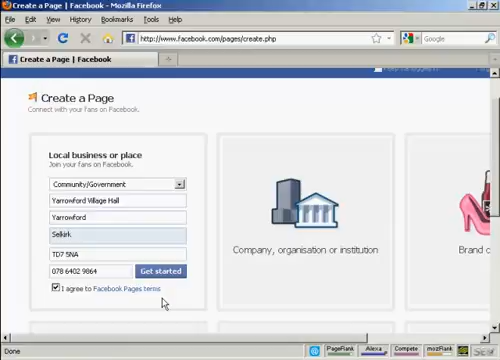 Create a Page | Facebook - Mozilla Firefox
File Edit View History Bookmarks Tools Help
http://www.facebook.com/pages/create.php
Google
Create a Page | Facebook
Create a Page
Connect with your fans on Facebook.
Local business or place
Join your fans on Facebook.
Community/Government
Yarrowford Village Hall
Yarrowford
Selkirk
TD7 5NA
078 6402 9864
Get started
I agree to Facebook Pages terms
Company, organisation or institution
Brand o
Done
PageRank
Alexa
Compete
mozRank